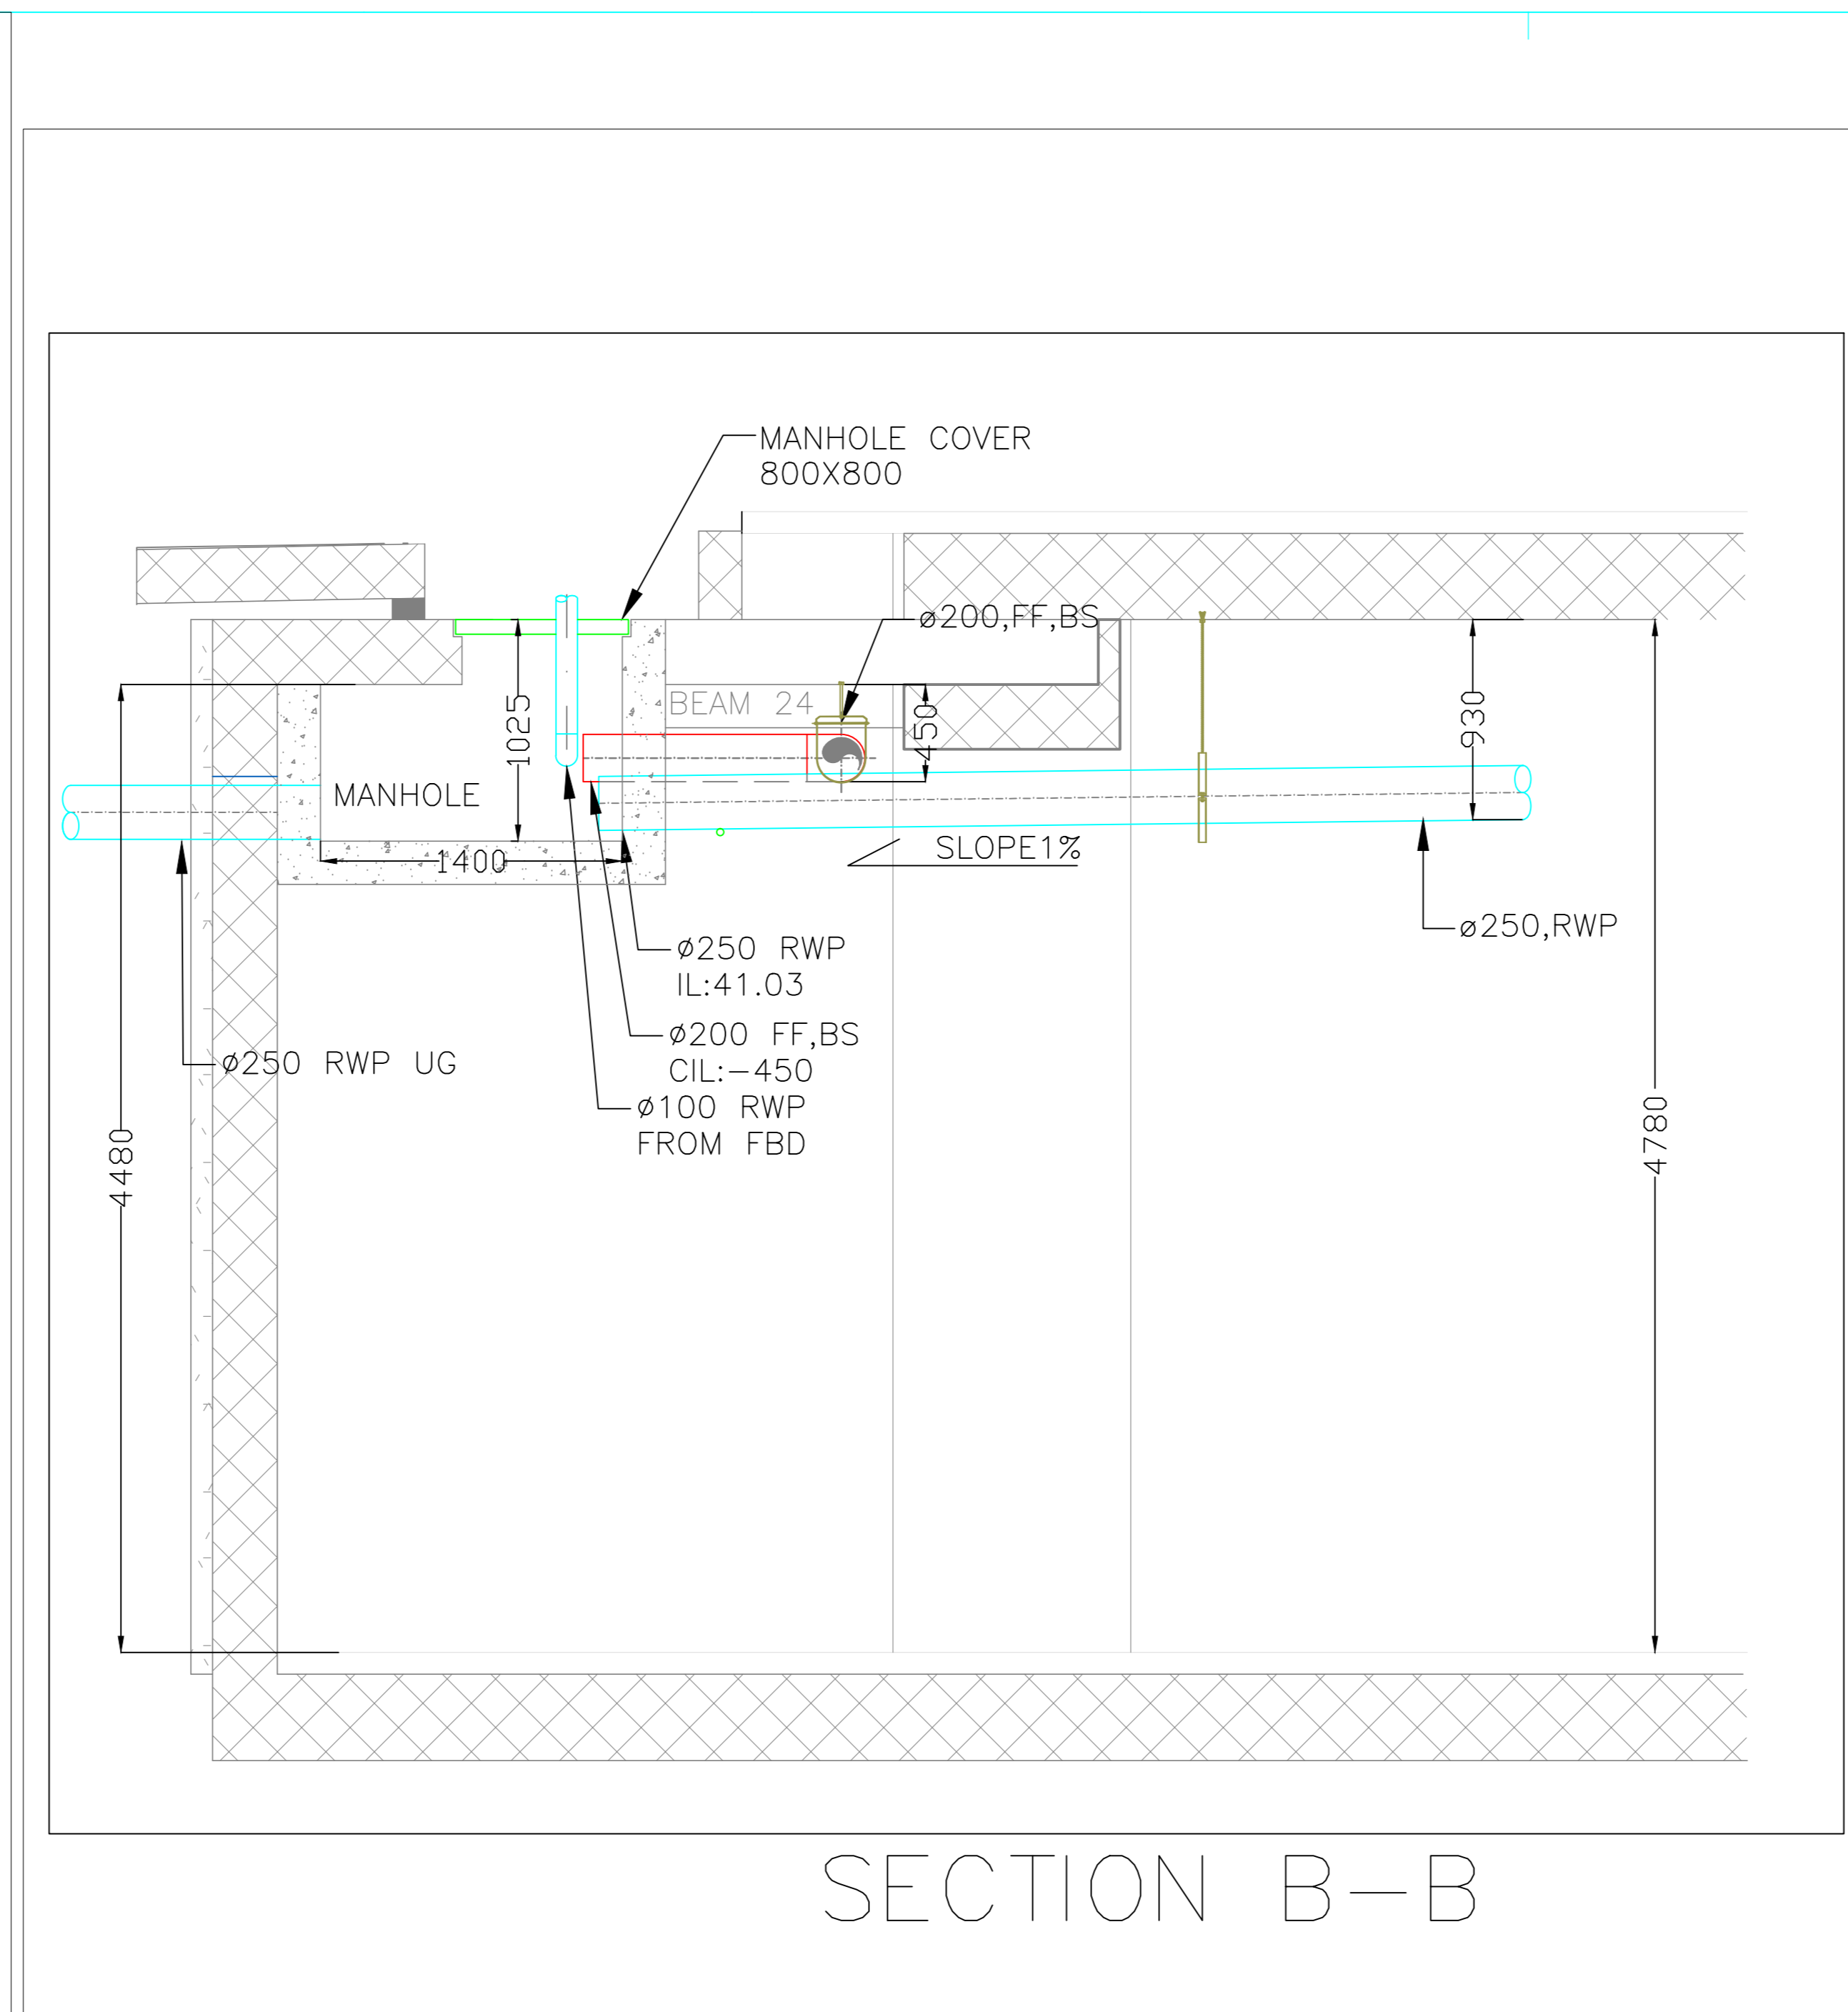 MANHOLE COVER
800X800
ø200,FF,BS
BEAM 24
1025
450
930
MANHOLE
1400
SLOPE1%
ø250,RWP
ø250 RWP
IL:41.03
ø200 FF,BS
CIL:-450
ø250 RWP UG
ø100 RWP
FROM FBD
4480
4780
SECTION B-B